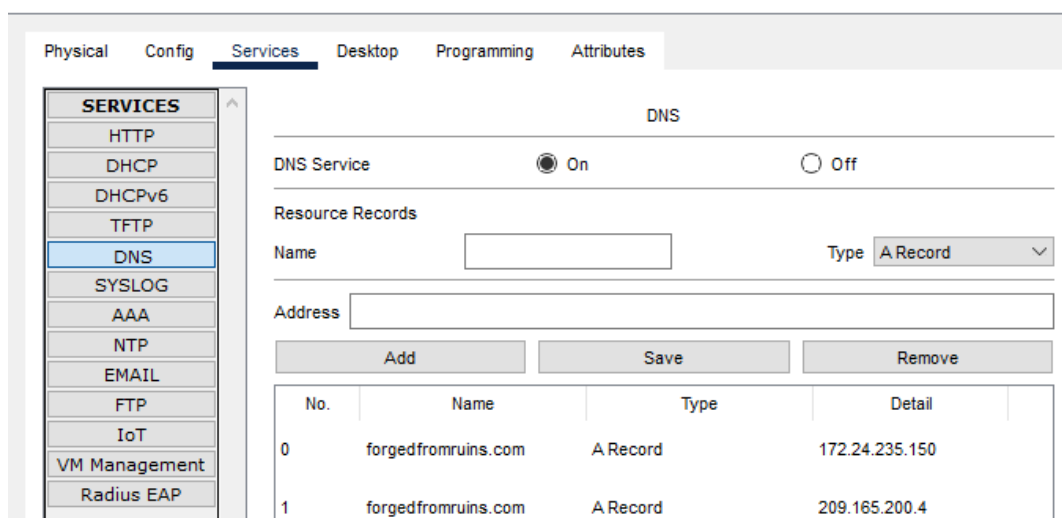 Physical Config Services Desktop Programming Attributes
SERVICES
HTTP
DHCP
DHCPv6
TFTP
DNS
SYSLOG
AAA
NTP
EMAIL
FTP
IoT
VM Management
Radius EAP
DNS
DNS Service On Off
Resource Records
Name Type A Record
Address
Add Save Remove
No. Name Type Detail
0 forgedfromruins.com A Record 172.24.235.150
1 forgedfromruins.com A Record 209.165.200.4